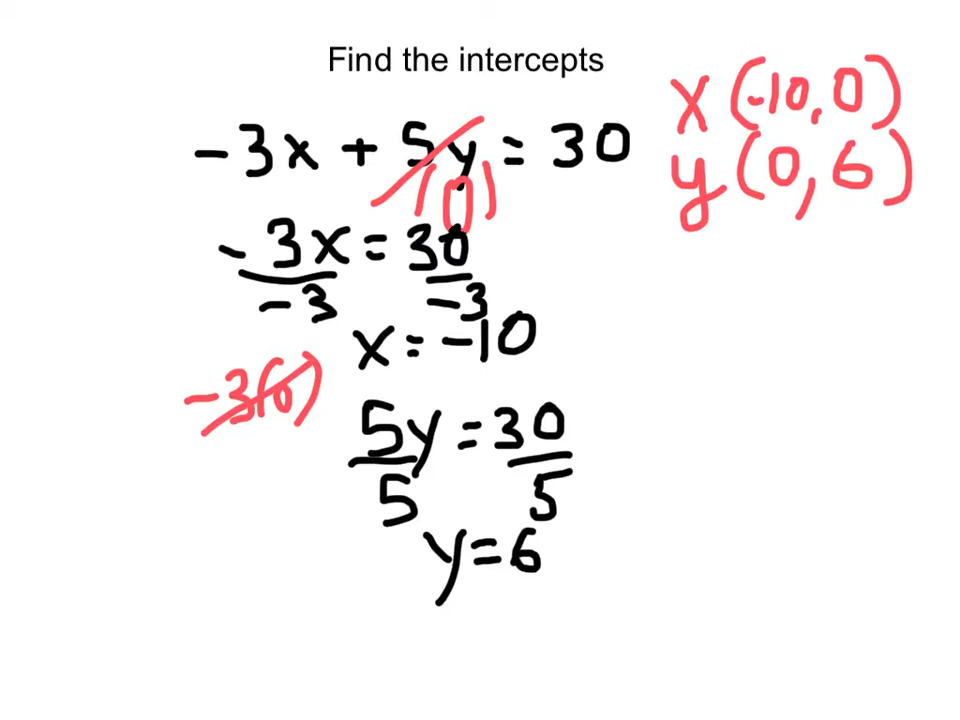 Find the intercepts
x (-10, 0)
-3x + 5y = 30
(0)
y (0, 6)
-3x = 30
-3 -3
x = -10
-3(0)
5y = 30
5 5
y = 6